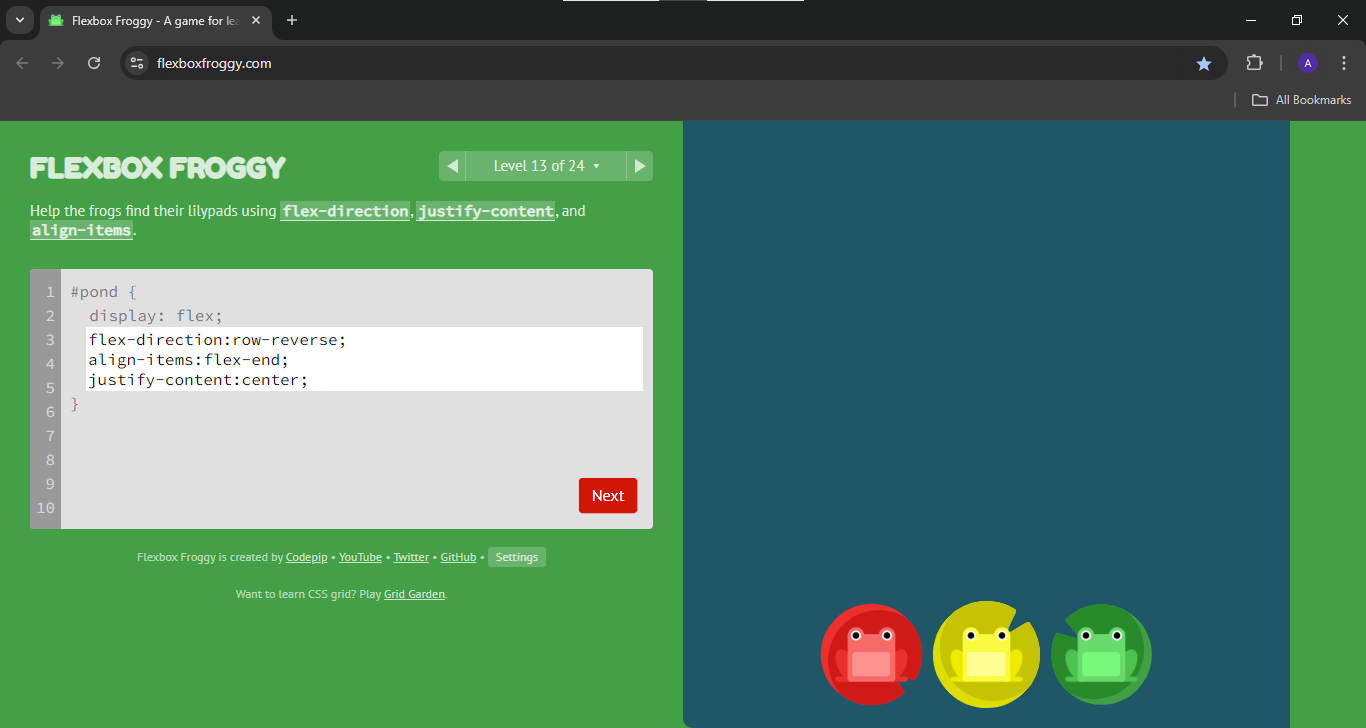 Flexbox Froggy - A game for le
flexboxfroggy.com
A
All Bookmarks
FLEXBOX FROGGY
Level 13 of 24
Help the frogs find their lilypads using flex-direction, justify-content, and
align-items.
1 #pond {
2 display: flex;
3 flex-direction:row-reverse;
4 align-items:flex-end;
5 justify-content:center;
6 }
7
8
9
10
Next
Flexbox Froggy is created by Codepip • YouTube • Twitter • GitHub • Settings
Want to learn CSS grid? Play Grid Garden.